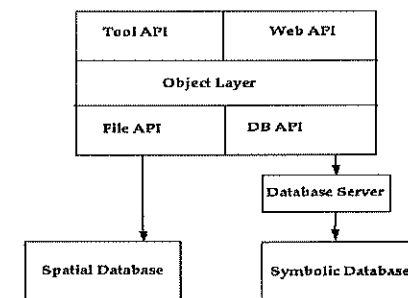 Tool API
Web API
Object Layer
File API
DB API
Database Server
Spatial Database
Symbolic Database